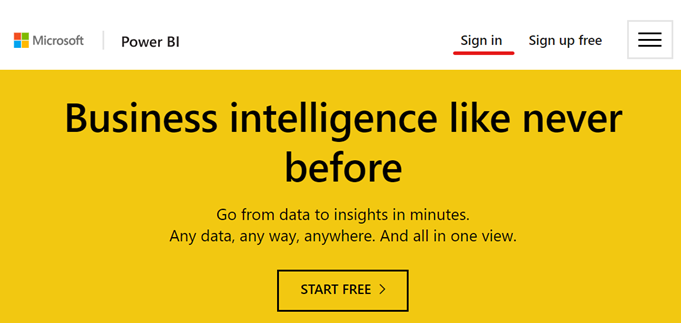 Microsoft Power BI Sign in Sign up free
Business intelligence like never
before
Go from data to insights in minutes.
Any data, any way, anywhere. And all in one view.
START FREE